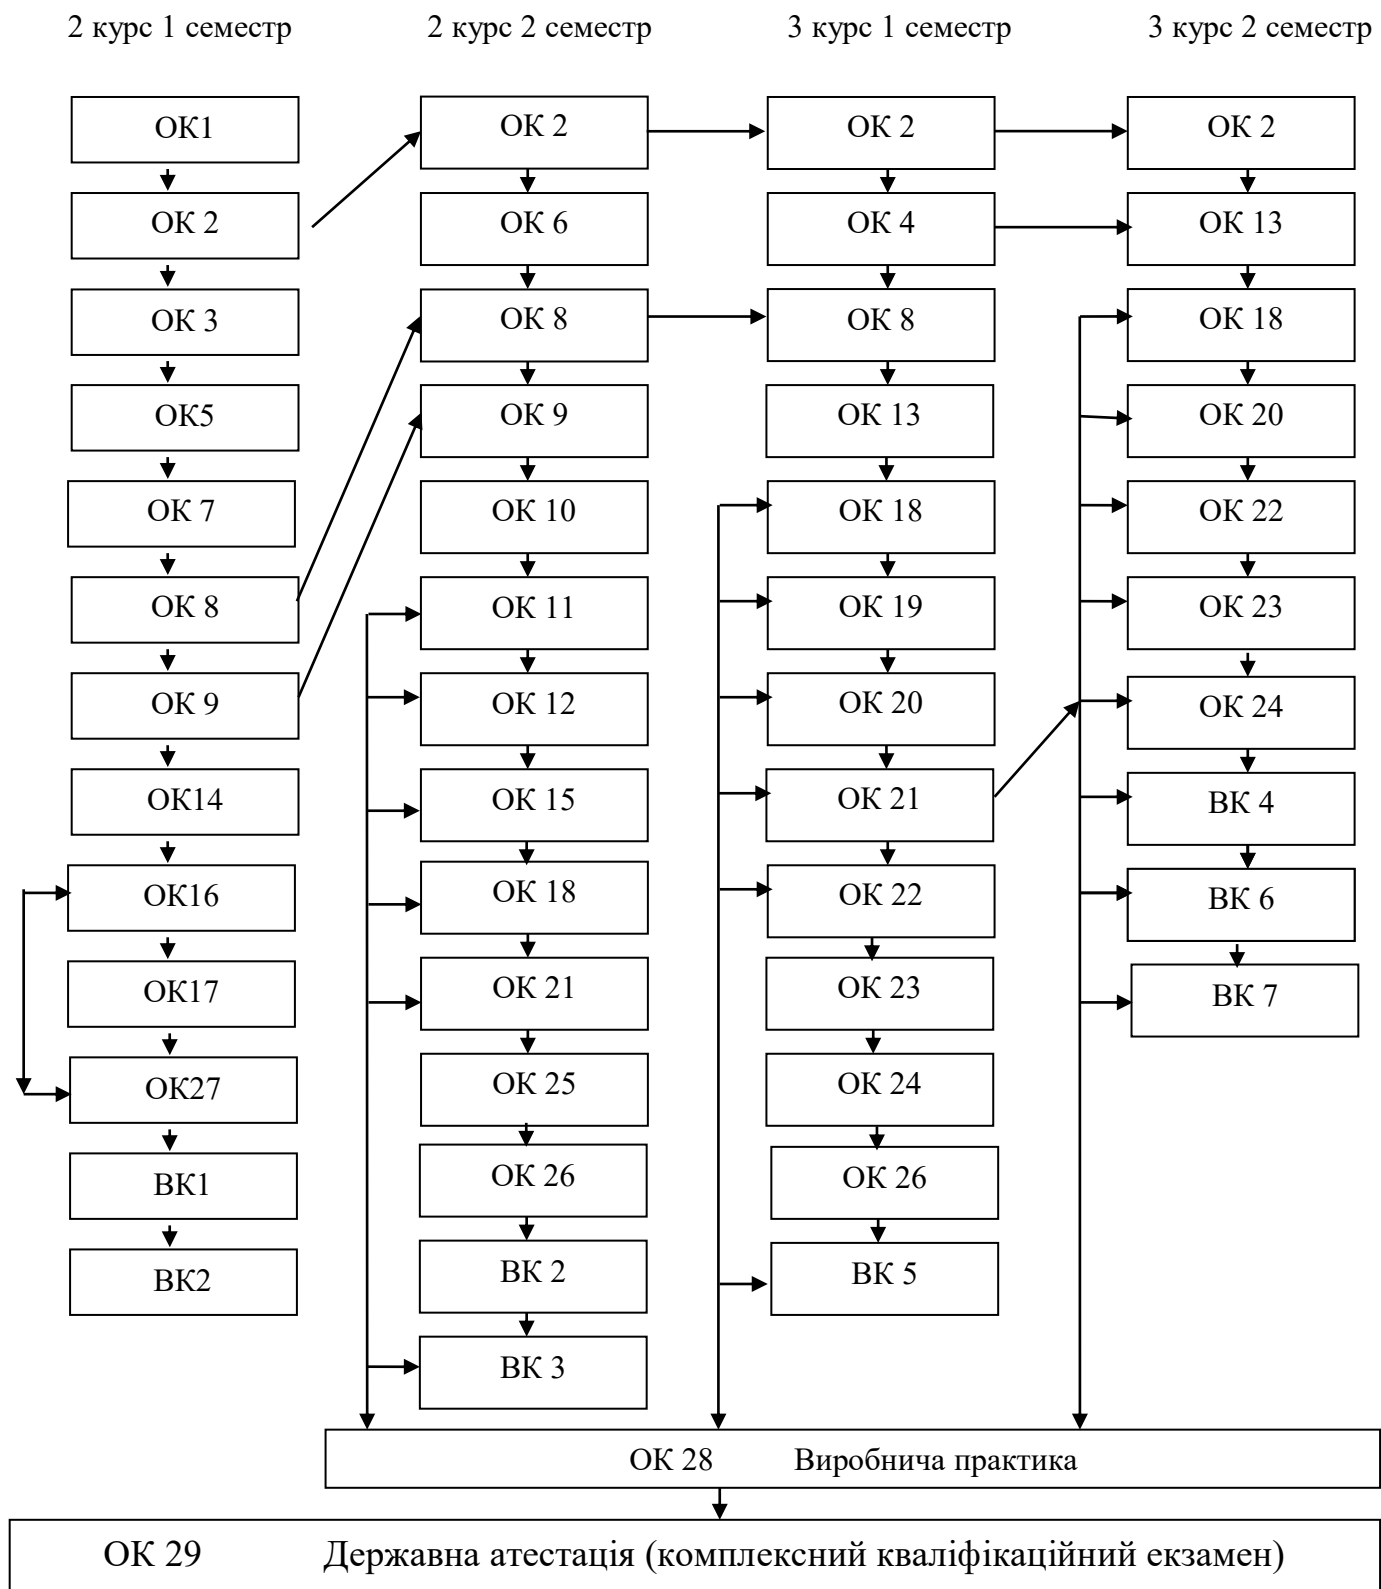 2 курс 1 семестр 2 курс 2 семестр 3 курс 1 семестр 3 курс 2 семестр
ОК1 ОК 2 ОК 2 ОК 2
ОК 2 ОК 6 ОК 4 ОК 13
ОК 3 ОК 8 ОК 8 ОК 18
ОК5 ОК 9 ОК 13 ОК 20
ОК 7 ОК 10 ОК 18 ОК 22
ОК 8 ОК 11 ОК 19 ОК 23
ОК 9 ОК 12 ОК 20 ОК 24
ОК14 ОК 15 ОК 21 ВК 4
ОК16 ОК 18 ОК 22 ВК 6
ОК17 ОК 21 ОК 23 ВК 7
ОК27 ОК 25 ОК 24
ВК1 ОК 26 ОК 26
ВК2 ВК 2 ВК 5
ВК 3
ОК 28 Виробнича практика
ОК 29 Державна атестація (комплексний кваліфікаційний екзамен)